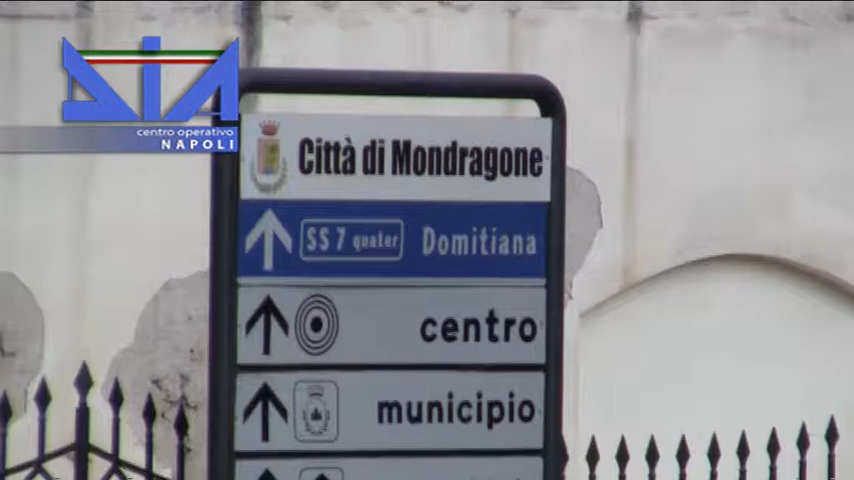 DIA
centro operativo
NAPOLI
Città di Mondragone
SS 7 quater Domitiana
centro
municipio